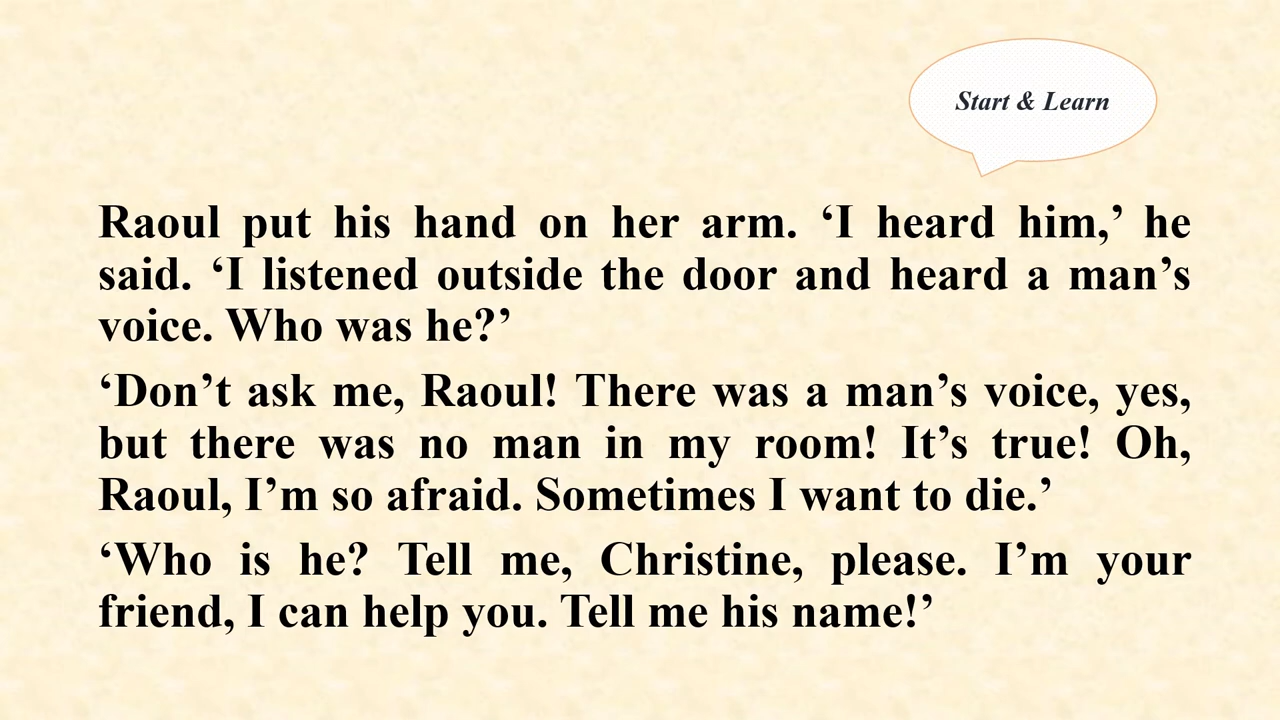 Start & Learn
Raoul put his hand on her arm. ‘I heard him,’ he
said. ‘I listened outside the door and heard a man’s
voice. Who was he?’
‘Don’t ask me, Raoul! There was a man’s voice, yes,
but there was no man in my room! It’s true! Oh,
Raoul, I’m so afraid. Sometimes I want to die.’
‘Who is he? Tell me, Christine, please. I’m your
friend, I can help you. Tell me his name!’